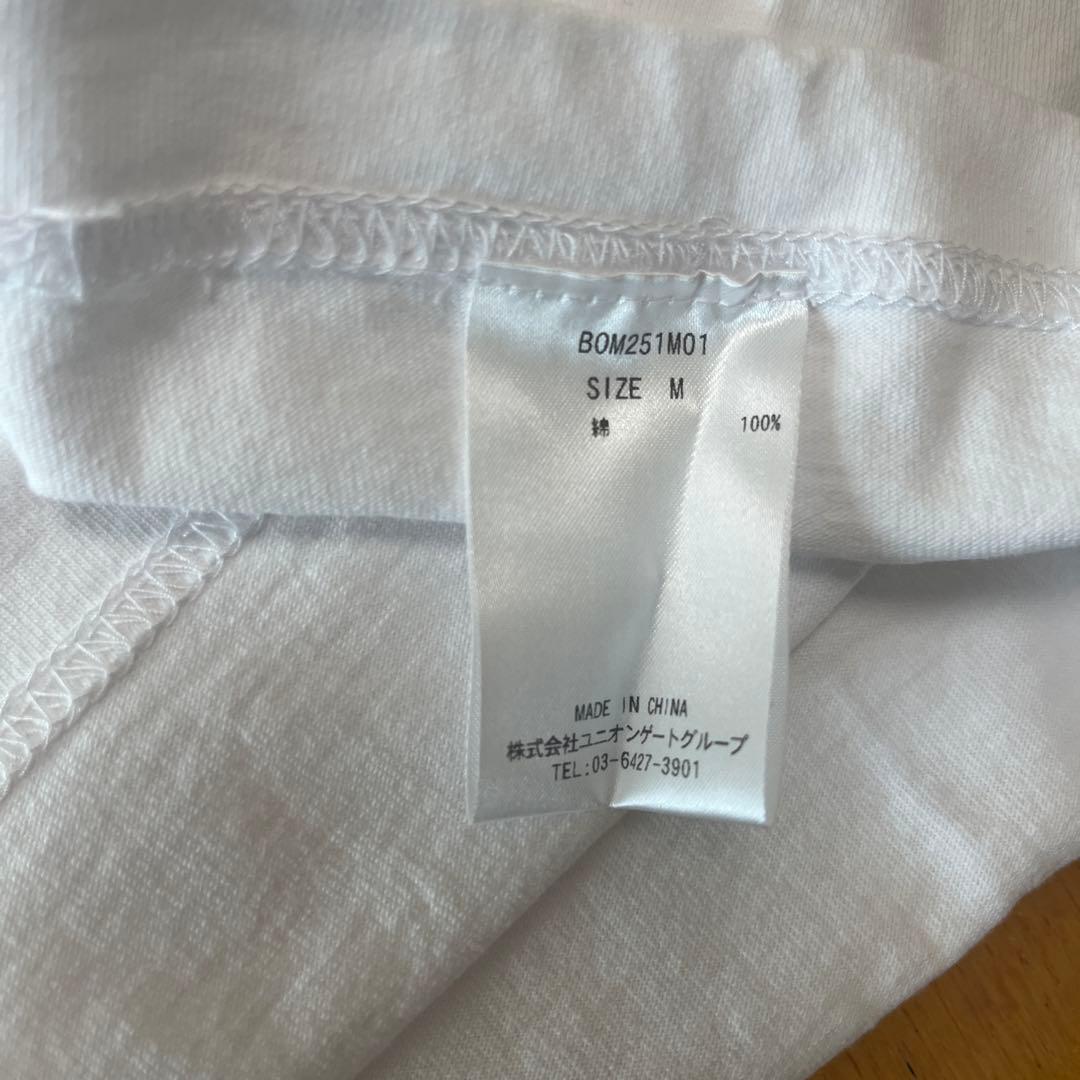 BOM251M01
SIZE M
綿 100%
MADE IN CHINA
株式会社ユニオンゲートグループ
TEL:03-6427-3901